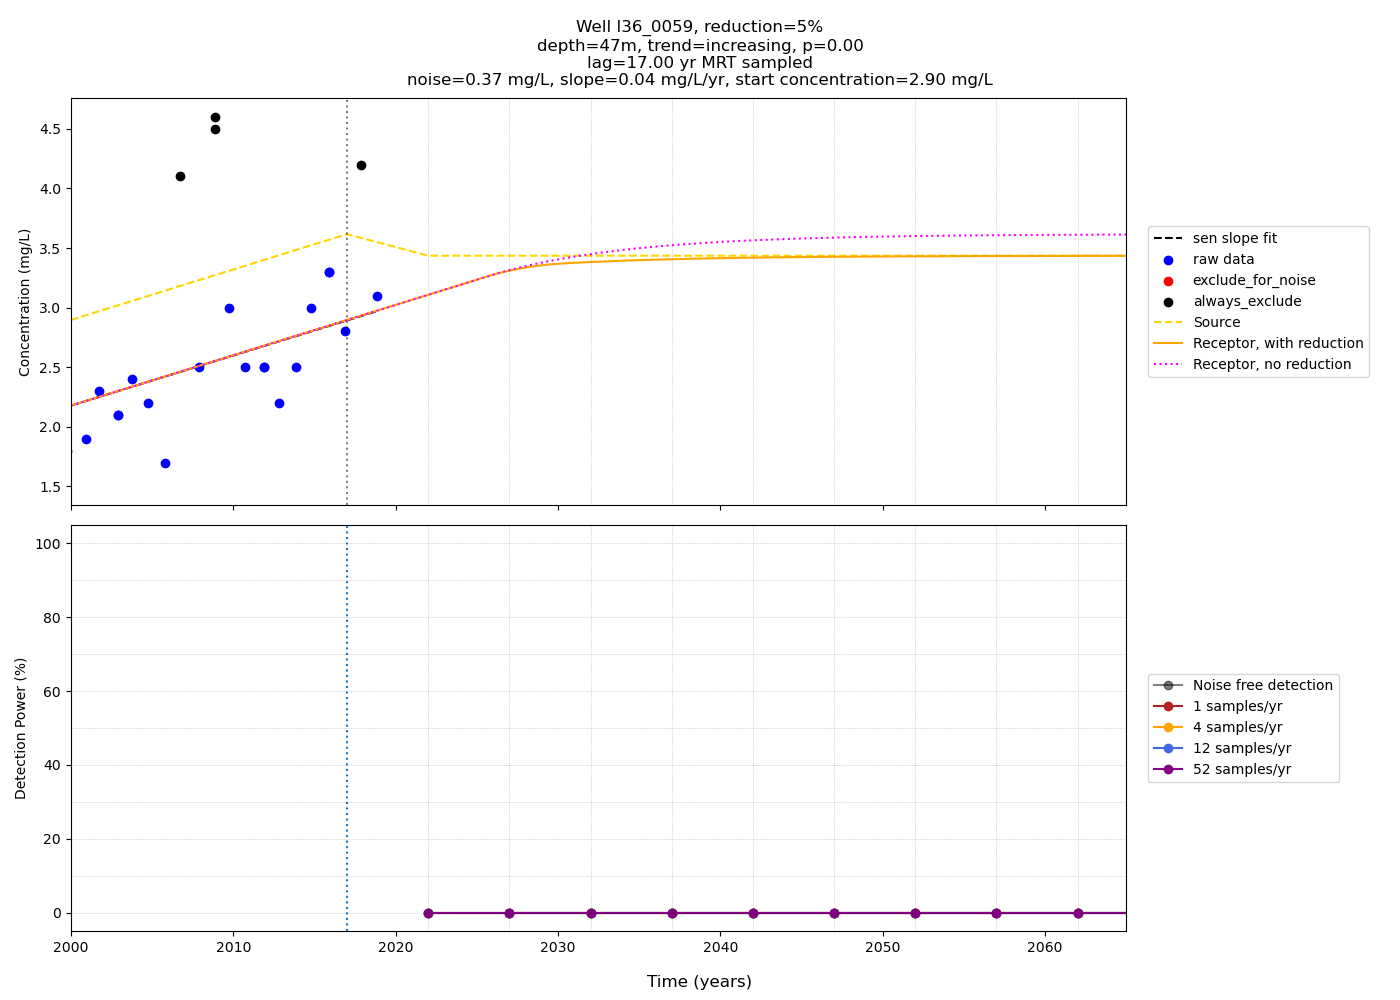 Well l36_0059, reduction=5%
depth=47m, trend=increasing, p=0.00
lag=17.00 yr MRT sampled
noise=0.37 mg/L, slope=0.04 mg/L/yr, start concentration=2.90 mg/L
Concentration (mg/L)
4.5
4.0
3.5
3.0
2.5
2.0
1.5
sen slope fit
raw data
exclude_for_noise
always_exclude
Source
Receptor, with reduction
Receptor, no reduction
Detection Power (%)
100
80
60
40
20
0
Noise free detection
1 samples/yr
4 samples/yr
12 samples/yr
52 samples/yr
2000 2010 2020 2030 2040 2050 2060
Time (years)